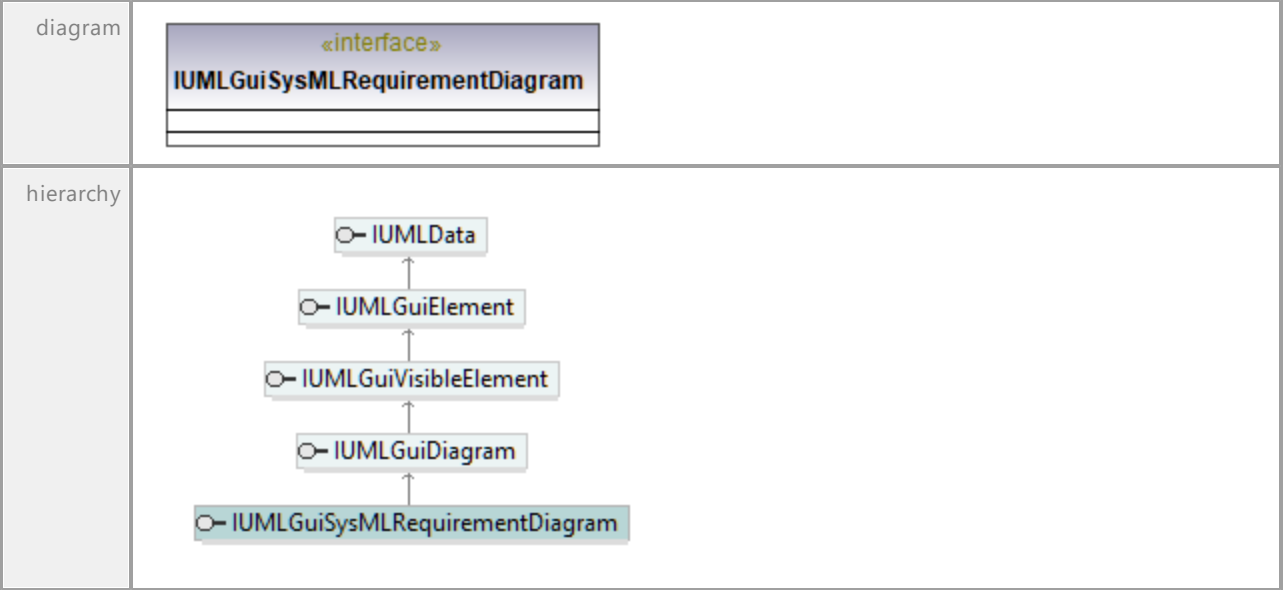 diagram
«interface»
IUMLGuiSysMLRequirementDiagram
hierarchy
IUMLData
IUMLGuiElement
IUMLGuiVisibleElement
IUMLGuiDiagram
IUMLGuiSysMLRequirementDiagram